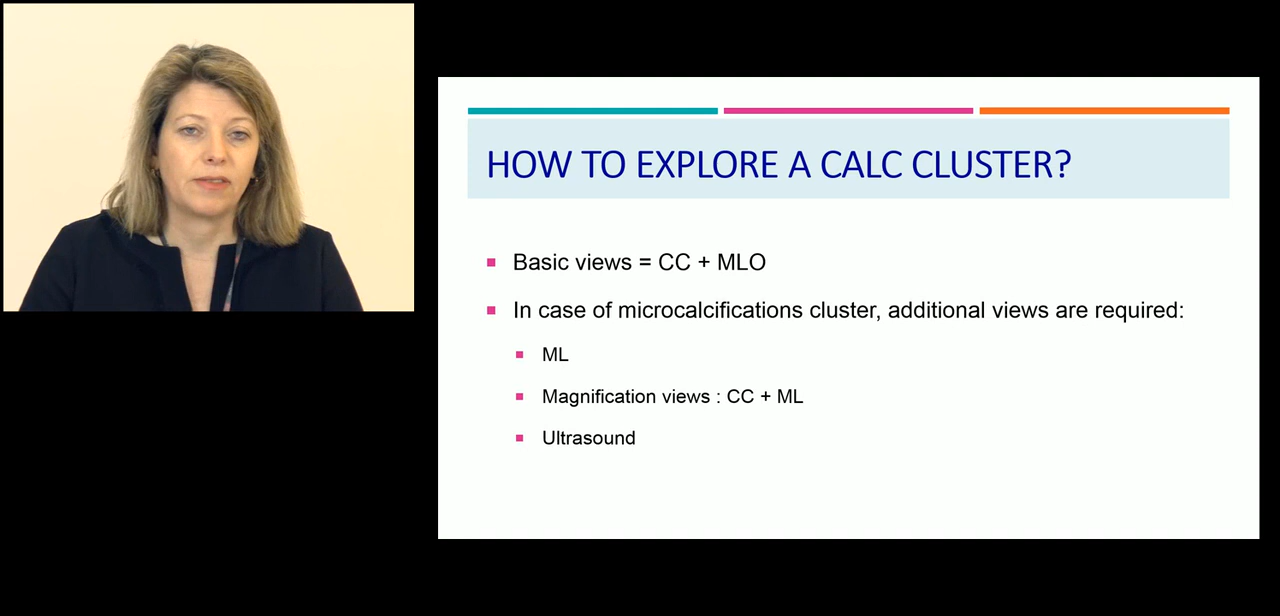 HOW TO EXPLORE A CALC CLUSTER?
Basic views = CC + MLO
In case of microcalcifications cluster, additional views are required:
ML
Magnification views : CC + ML
Ultrasound